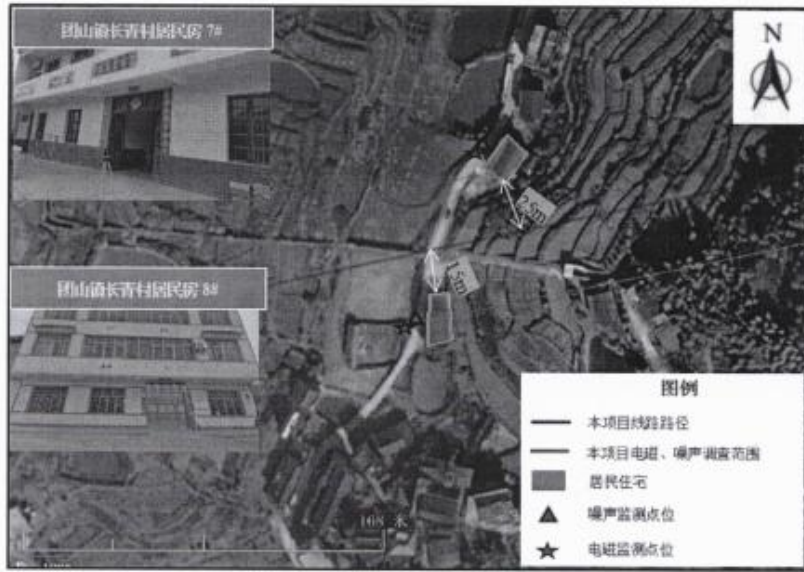 团山镇长青村居民房 7#
N
25m
15m
团山镇长青村居民房 8#
图例
本项目线路路径
本项目电磁、噪声调查范围
居民住宅
噪声监测点位
电磁监测点位
168 米